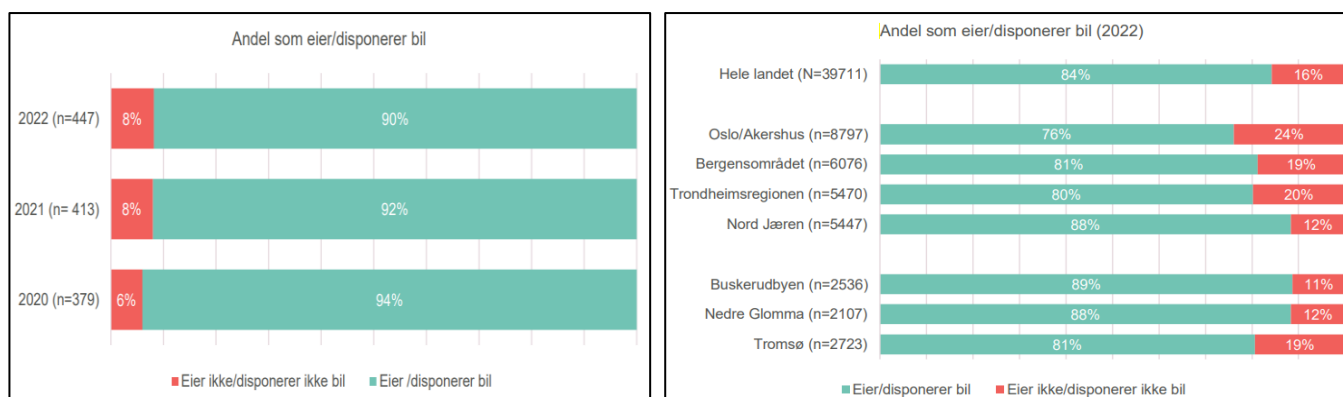 Andel som eier/disponerer bil
2022 (n=447) 8% 90%
2021 (n= 413) 8% 92%
2020 (n=379) 6% 94%
Eier ikke/disponerer ikke bil Eier /disponerer bil
Andel som eier/disponerer bil (2022)
Hele landet (N=39711) 84% 16%
Oslo/Akershus (n=8797) 76% 24%
Bergensområdet (n=6076) 81% 19%
Trondheimsregionen (n=5470) 80% 20%
Nord Jæren (n=5447) 88% 12%
Buskerudbyen (n=2536) 89% 11%
Nedre Glomma (n=2107) 88% 12%
Tromsø (n=2723) 81% 19%
Eier/disponerer bil Eier ikke/disponerer ikke bil